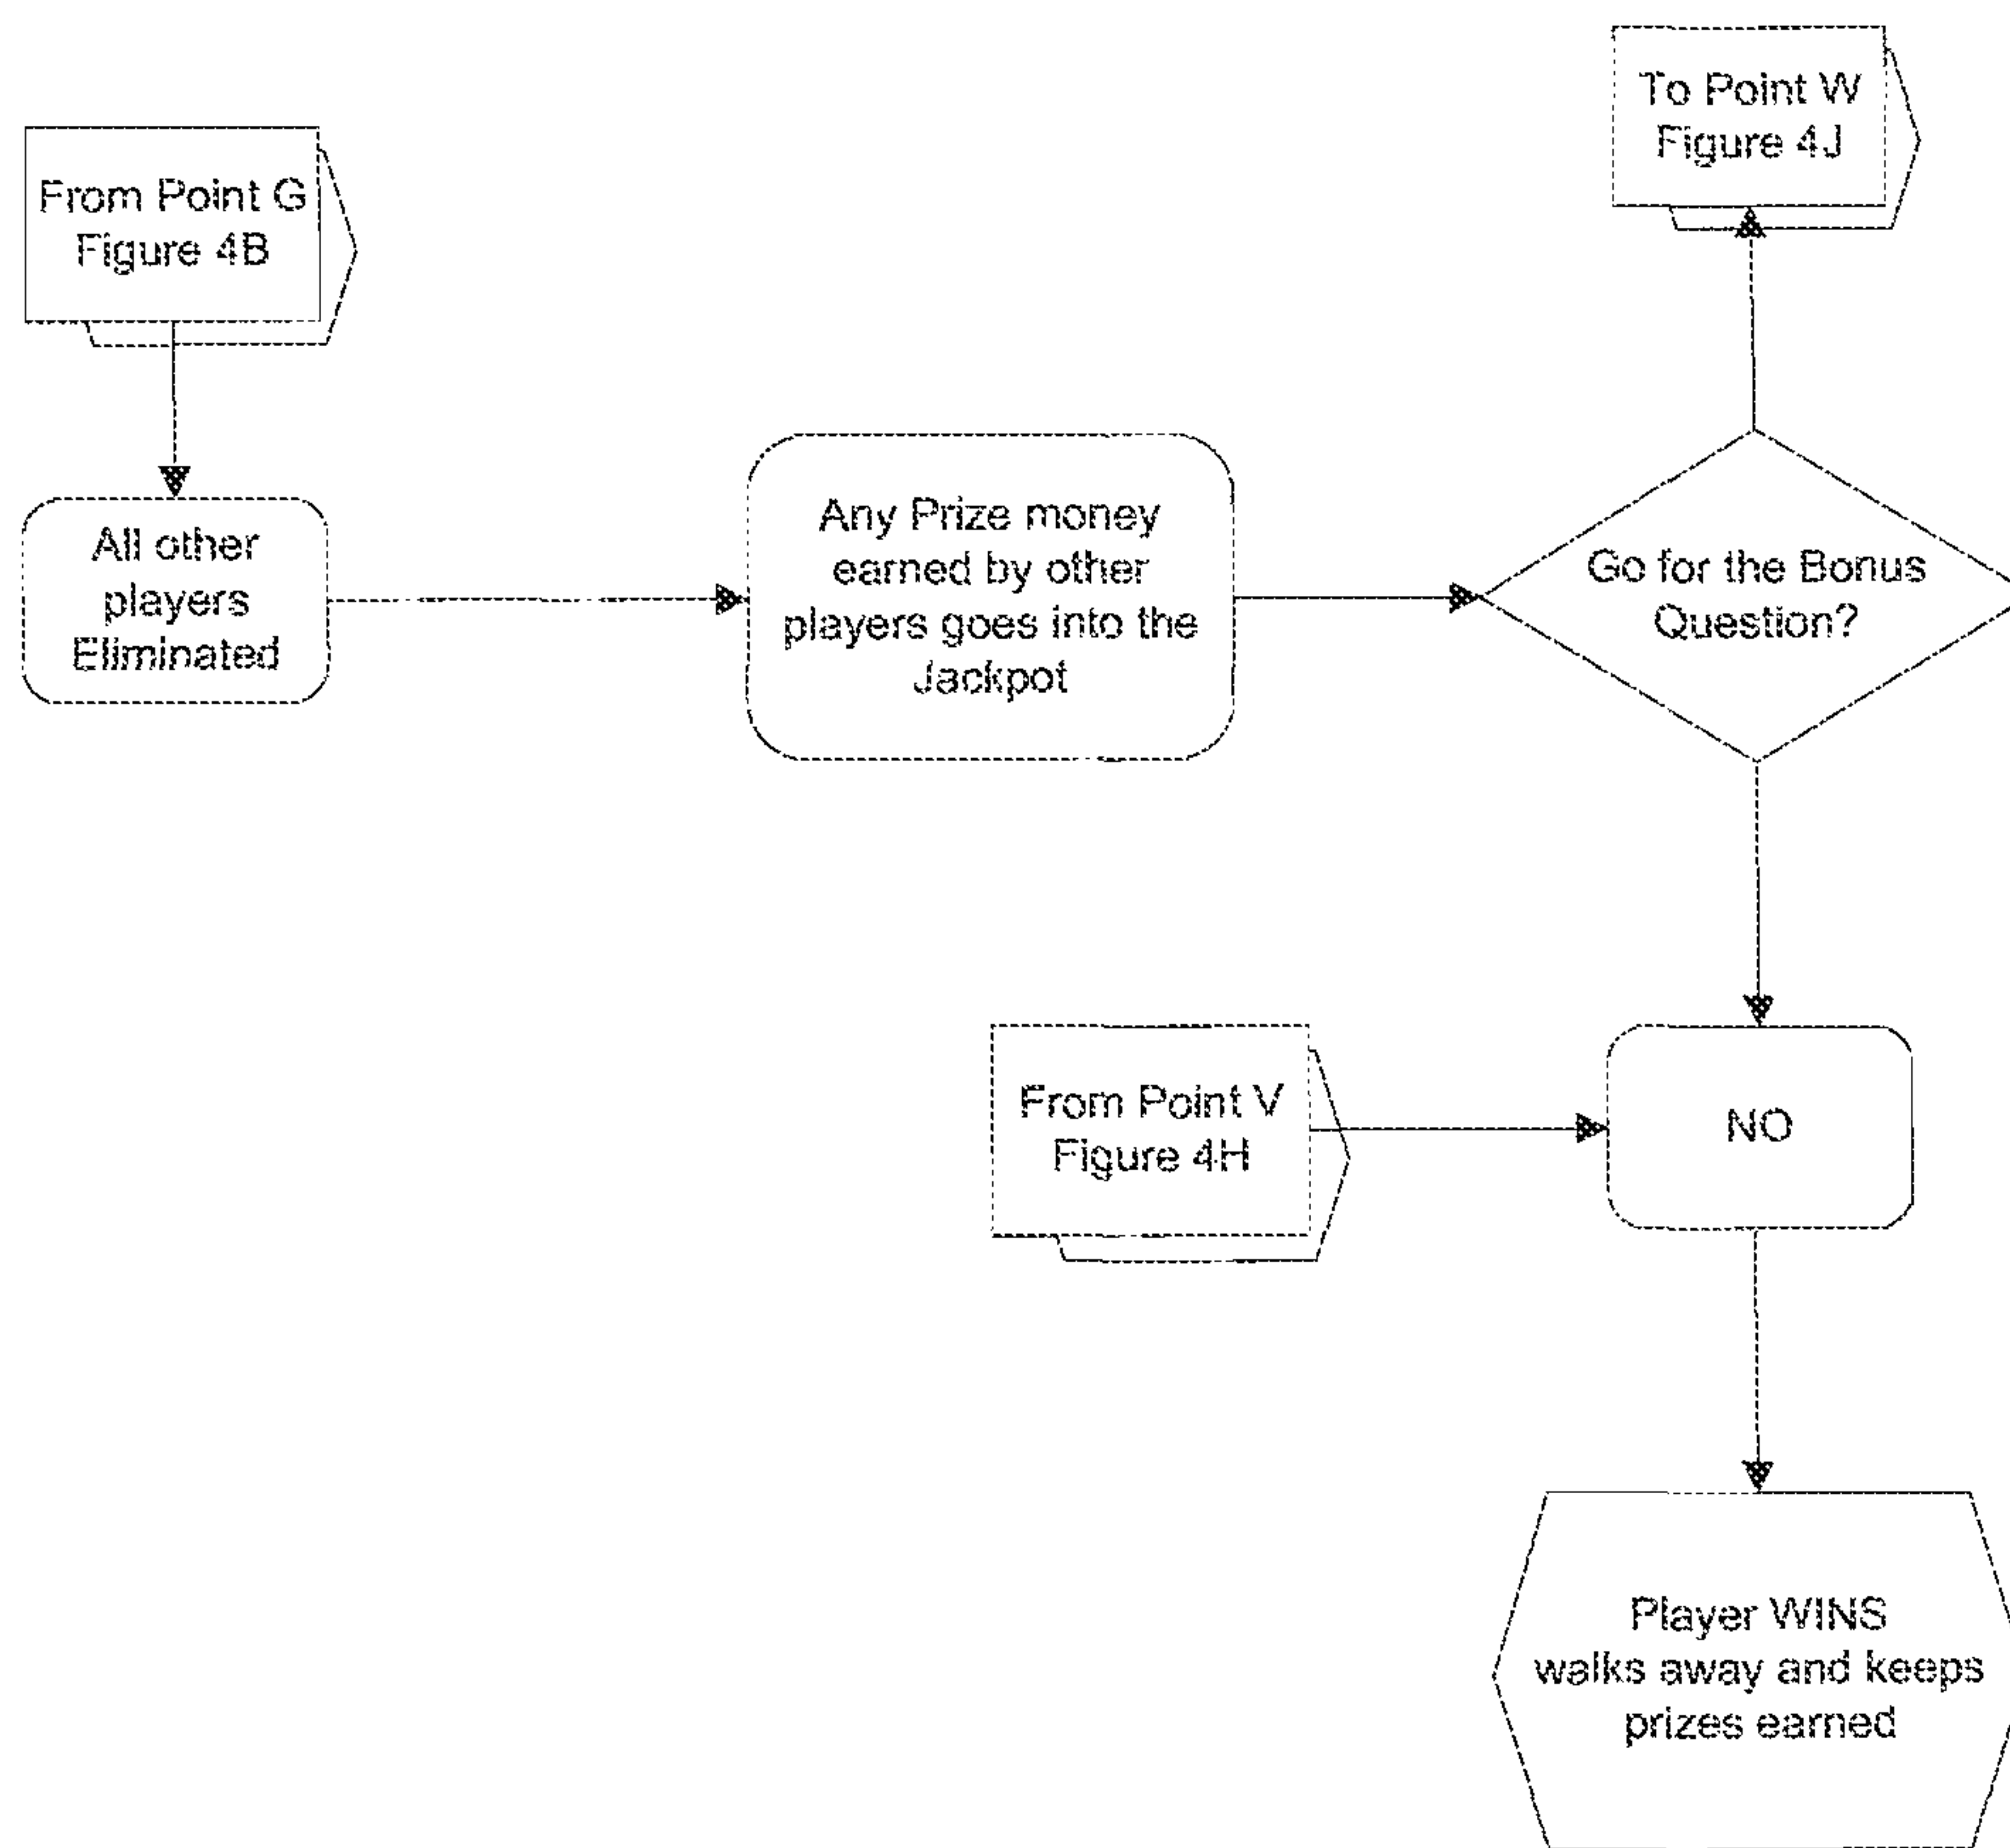 From Point G
Figure 4B
All other
players
Eliminated
Any Prize money
earned by other
players goes into the
Jackpot
To Point W
Figure 4J
Go for the Bonus
Question?
From Point V
Figure 4H
NO
Player WINS
walks away and keeps
prizes earned